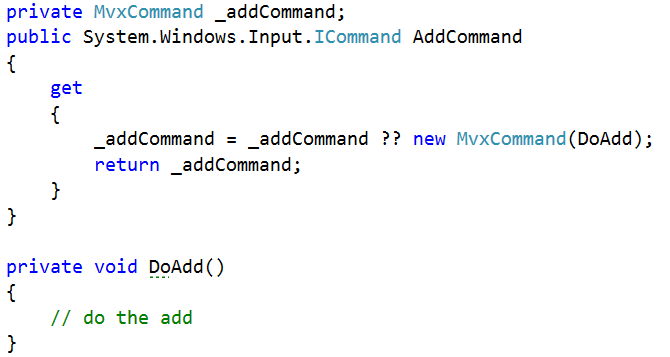 private MvxCommand _addCommand;
public System.Windows.Input.ICommand AddCommand
{
    get
    {
        _addCommand = _addCommand ?? new MvxCommand(DoAdd);
        return _addCommand;
    }
}

private void DoAdd()
{
    // do the add
}